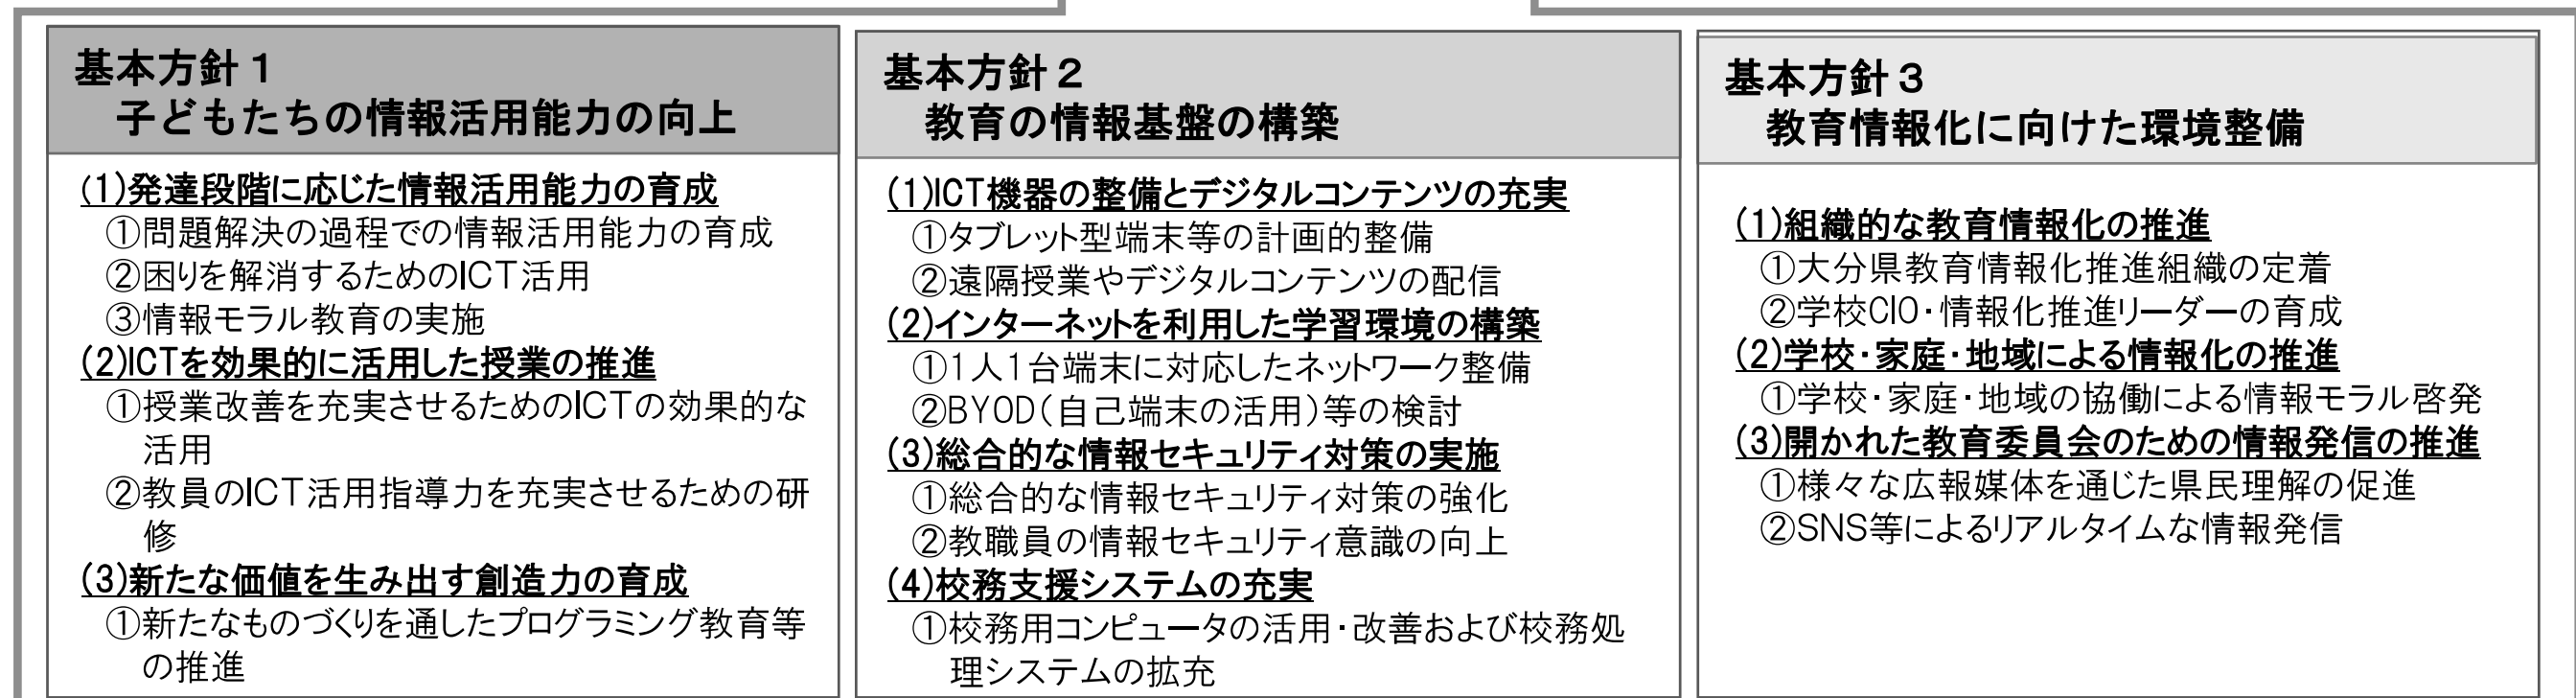 基本方針１
子どもたちの情報活用能力の向上
(1)発達段階に応じた情報活用能力の育成
①問題解決の過程での情報活用能力の育成
②困りを解消するためのICT活用
③情報モラル教育の実施
(2)ICTを効果的に活用した授業の推進
①授業改善を充実させるためのICTの効果的な
活用
②教員のICT活用指導力を充実させるための研
修
(3)新たな価値を生み出す創造力の育成
①新たなものづくりを通したプログラミング教育等
の推進
基本方針２
教育の情報基盤の構築
(1)ICT機器の整備とデジタルコンテンツの充実
①タブレット型端末等の計画的整備
②遠隔授業やデジタルコンテンツの配信
(2)インターネットを利用した学習環境の構築
①1人1台端末に対応したネットワーク整備
②BYOD（自己端末の活用）等の検討
(3)総合的な情報セキュリティ対策の実施
①総合的な情報セキュリティ対策の強化
②教職員の情報セキュリティ意識の向上
(4)校務支援システムの充実
①校務用コンピュータの活用・改善および校務処
理システムの拡充
基本方針３
教育情報化に向けた環境整備
(1)組織的な教育情報化の推進
①大分県教育情報化推進組織の定着
②学校CIO・情報化推進リーダーの育成
(2)学校・家庭・地域による情報化の推進
①学校・家庭・地域の協働による情報モラル啓発
(3)開かれた教育委員会のための情報発信の推進
①様々な広報媒体を通じた県民理解の促進
②SNS等によるリアルタイムな情報発信